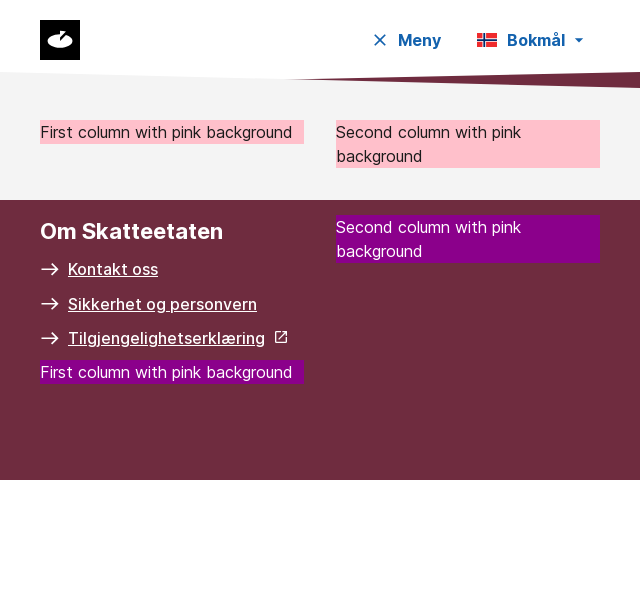 Meny
Bokmål
First column with pink background
Second column with pink
background
Om Skatteetaten
Kontakt oss
Sikkerhet og personvern
Tilgjengelighetserklæring
First column with pink background
Second column with pink
background